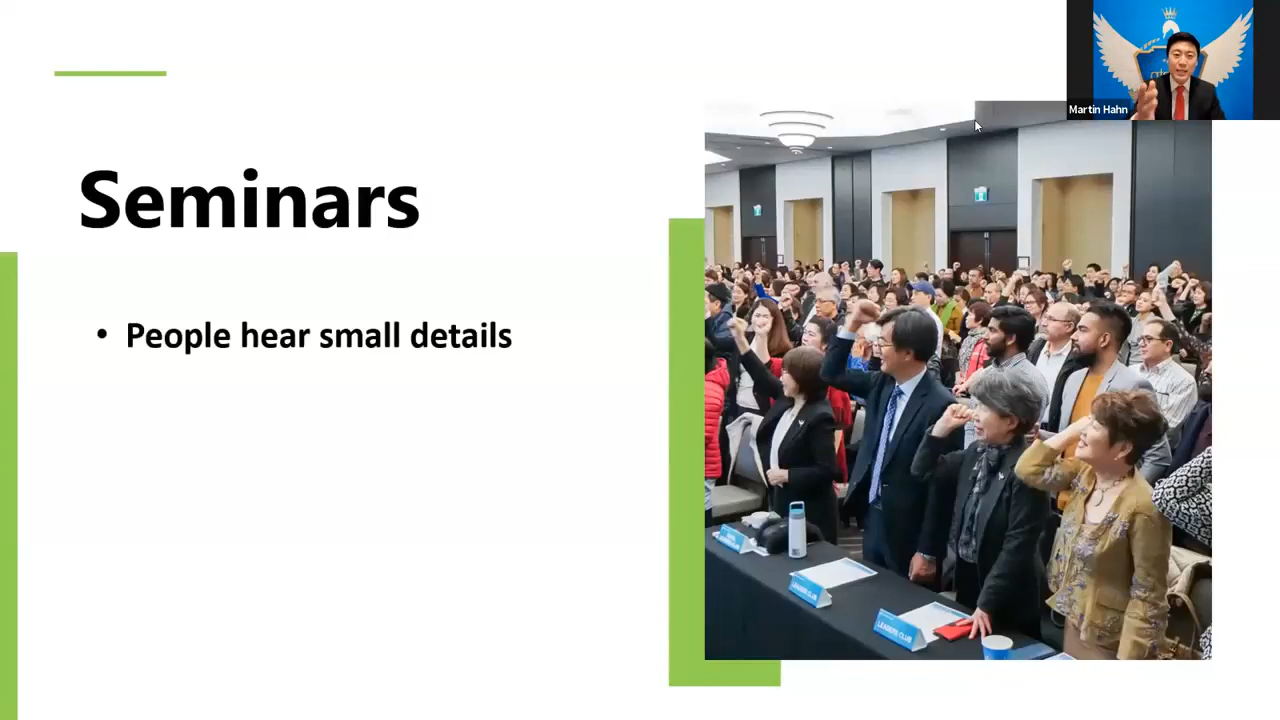 Martin Hahn
Seminars
• People hear small details
LEADERS CLUB
LEADERS CLUB